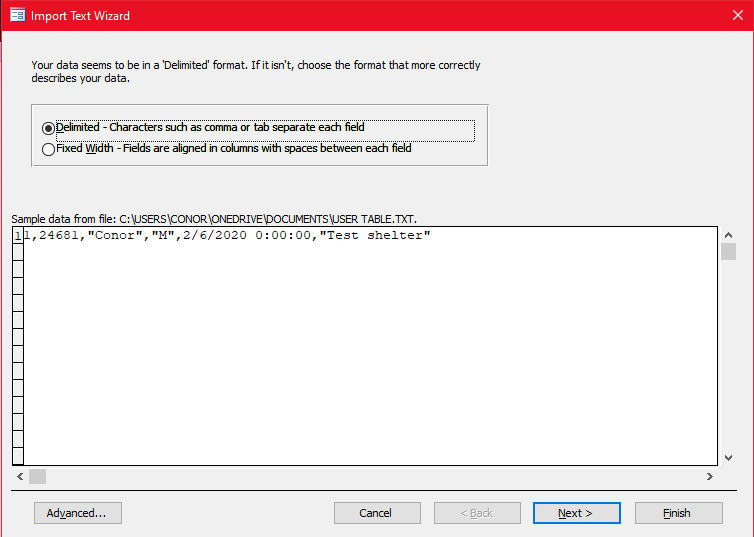 Import Text Wizard
Your data seems to be in a 'Delimited' format. If it isn't, choose the format that more correctly
describes your data.
Delimited - Characters such as comma or tab separate each field
Fixed Width - Fields are aligned in columns with spaces between each field
Sample data from file: C:\USERS\CONOR\ONEDRIVE\DOCUMENTS\USER TABLE.TXT.
1 1,24681,"Conor","M",2/6/2020 0:00:00,"Test shelter"
Advanced... Cancel < Back Next > Finish